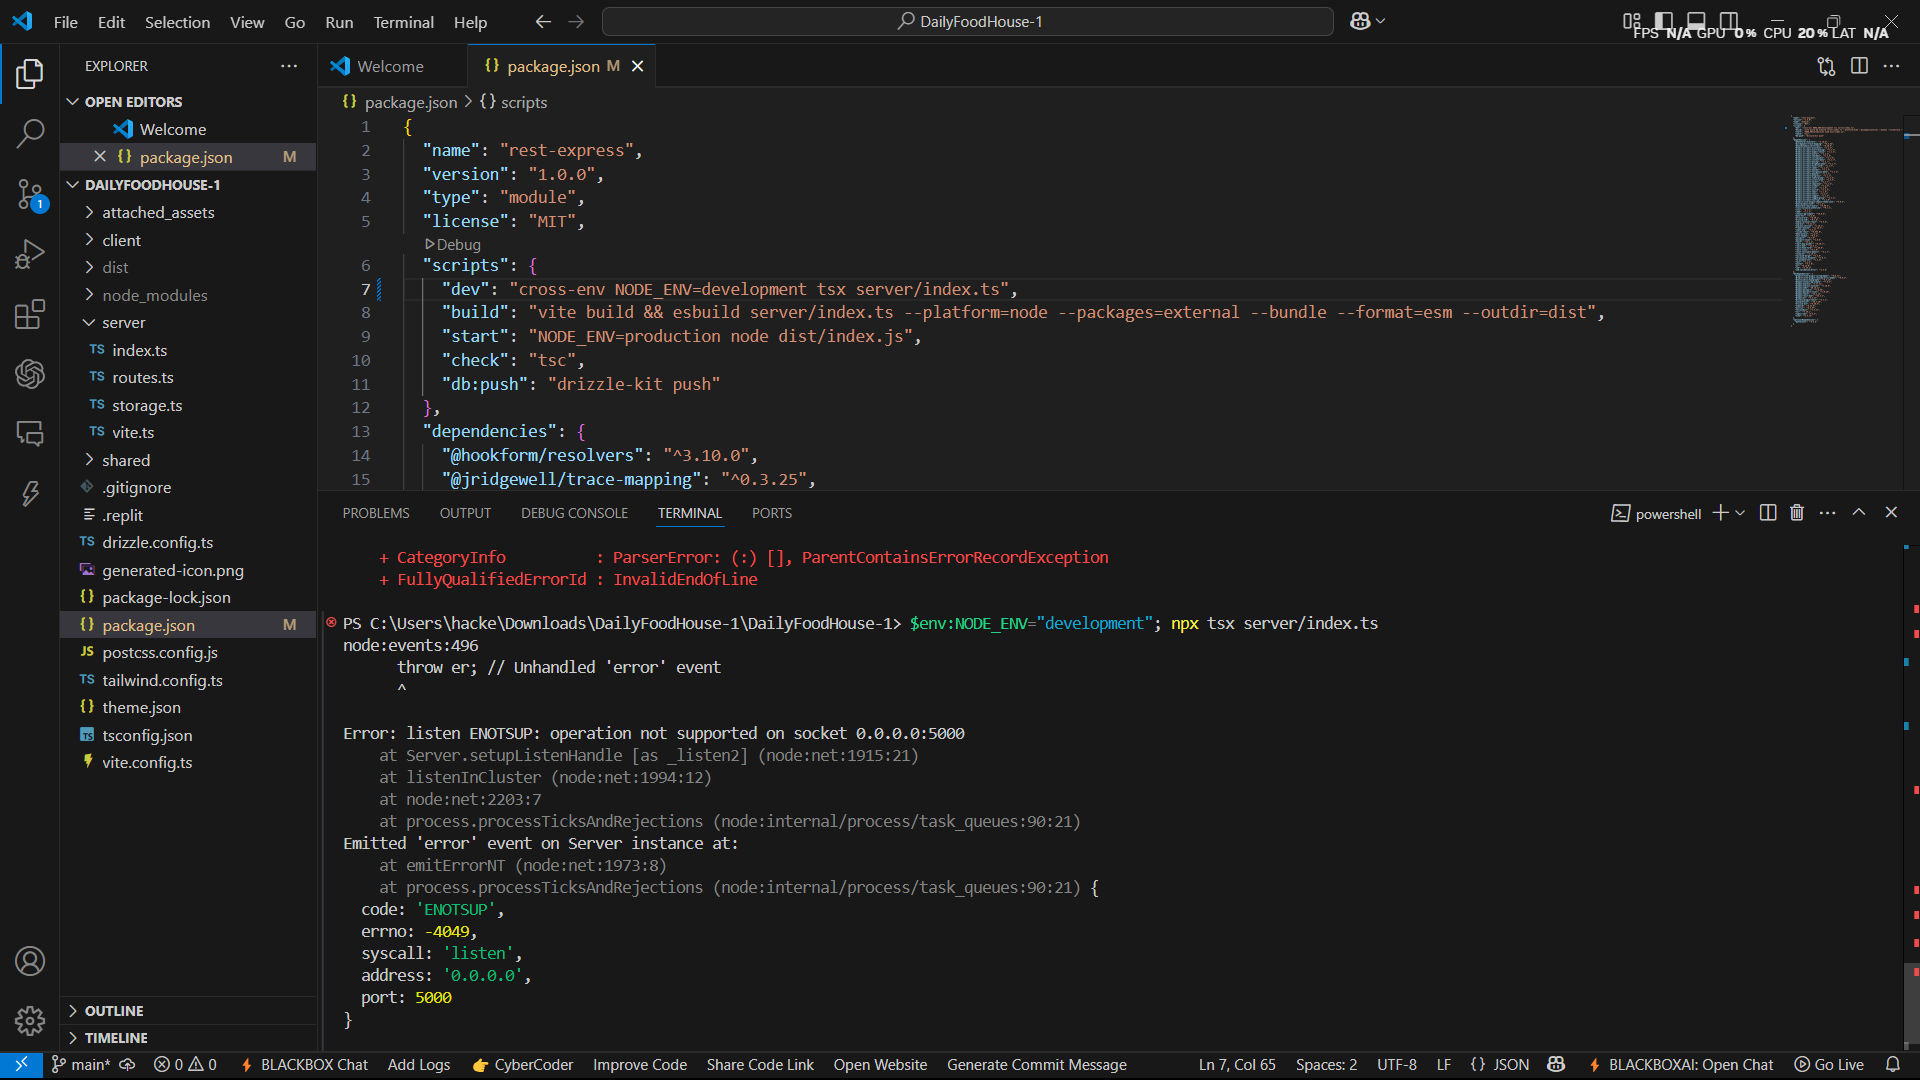 File Edit Selection View Go Run Terminal Help
DailyFoodHouse-1
FPS N/A GPU 0% CPU 20% LAT N/A
EXPLORER
OPEN EDITORS
Welcome
package.json M
DAILYFOODHOUSE-1
attached_assets
client
dist
node_modules
server
TS index.ts
TS routes.ts
TS storage.ts
TS vite.ts
shared
.gitignore
.replit
TS drizzle.config.ts
generated-icon.png
{} package-lock.json
{} package.json M
JS postcss.config.js
TS tailwind.config.ts
{} theme.json
TS tsconfig.json
vite.config.ts
OUTLINE
TIMELINE
1
Welcome
{} package.json M
{} package.json > {} scripts
1 {
2 "name": "rest-express",
3 "version": "1.0.0",
4 "type": "module",
5 "license": "MIT",
Debug
6 "scripts": {
7 "dev": "cross-env NODE_ENV=development tsx server/index.ts",
8 "build": "vite build && esbuild server/index.ts --platform=node --packages=external --bundle --format=esm --outdir=dist",
9 "start": "NODE_ENV=production node dist/index.js",
10 "check": "tsc",
11 "db:push": "drizzle-kit push"
12 },
13 "dependencies": {
14 "@hookform/resolvers": "^3.10.0",
15 "@jridgewell/trace-mapping": "^0.3.25",
PROBLEMS OUTPUT DEBUG CONSOLE TERMINAL PORTS
powershell
+ CategoryInfo : ParserError: (:) [], ParentContainsErrorRecordException
+ FullyQualifiedErrorId : InvalidEndOfLine
PS C:\Users\hacke\Downloads\DailyFoodHouse-1\DailyFoodHouse-1> $env:NODE_ENV="development"; npx tsx server/index.ts
node:events:496
throw er; // Unhandled 'error' event
^
Error: listen ENOTSUP: operation not supported on socket 0.0.0.0:5000
at Server.setupListenHandle [as _listen2] (node:net:1915:21)
at listenInCluster (node:net:1994:12)
at node:net:2203:7
at process.processTicksAndRejections (node:internal/process/task_queues:90:21)
Emitted 'error' event on Server instance at:
at emitErrorNT (node:net:1973:8)
at process.processTicksAndRejections (node:internal/process/task_queues:90:21) {
code: 'ENOTSUP',
errno: -4049,
syscall: 'listen',
address: '0.0.0.0',
port: 5000
}
main* 0 0 BLACKBOX Chat Add Logs CyberCoder Improve Code Share Code Link Open Website Generate Commit Message Ln 7, Col 65 Spaces: 2 UTF-8 LF {} JSON BLACKBOXAI: Open Chat Go Live